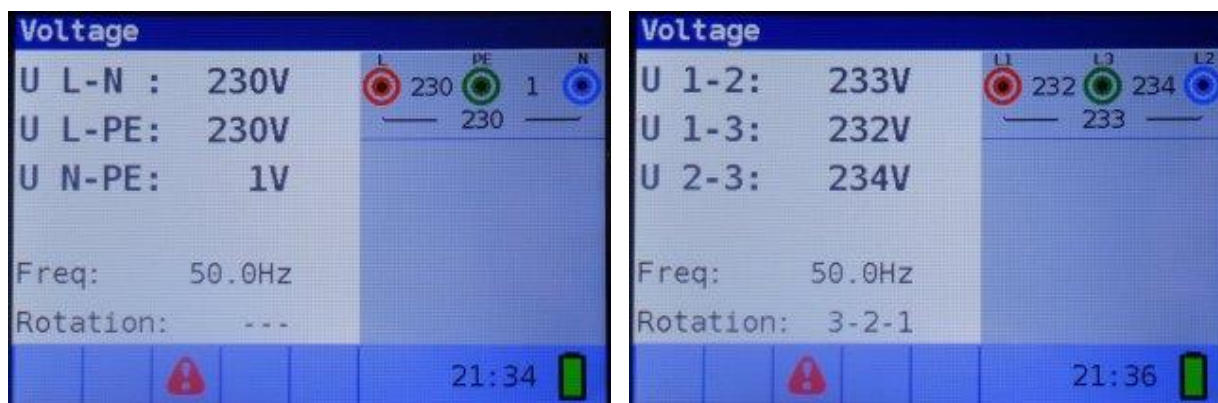 Voltage
U L-N : 230V
U L-PE: 230V
U N-PE: 1V
Freq: 50.0Hz
Rotation: ---
L PE N
230 1
230
21:34
Voltage
U 1-2: 233V
U 1-3: 232V
U 2-3: 234V
Freq: 50.0Hz
Rotation: 3-2-1
L1 L3 L2
232 234
233
21:36